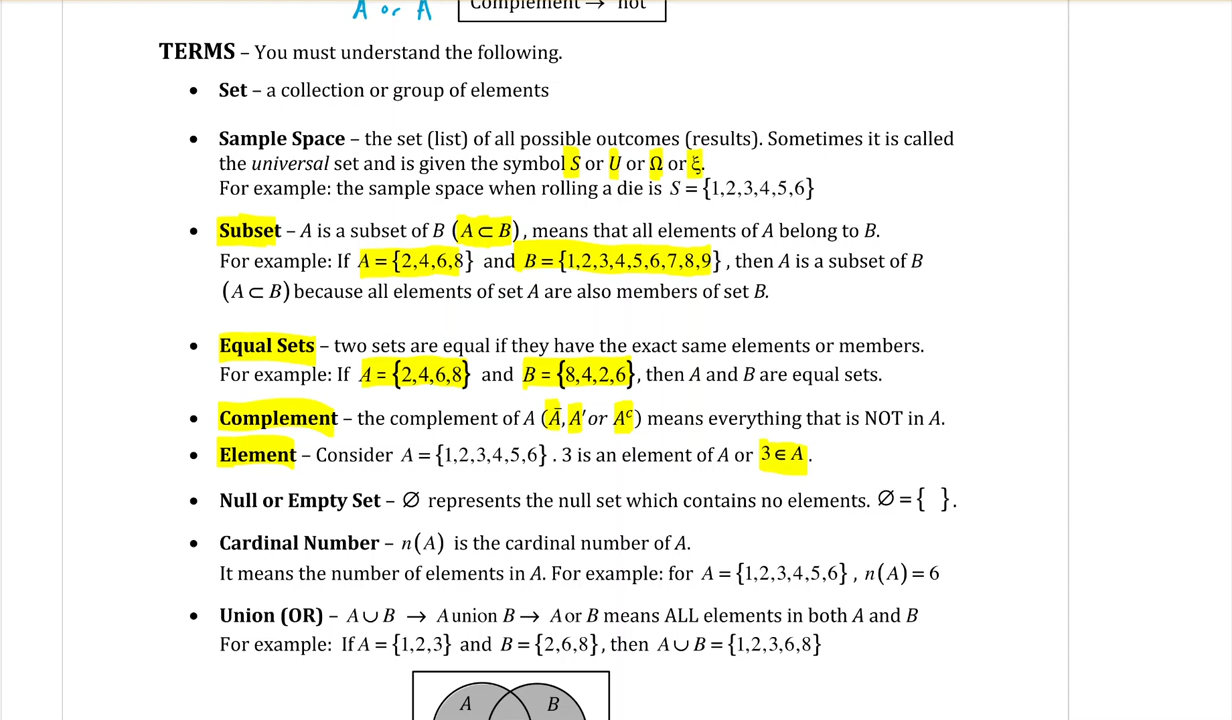 A or A
Complement → not
TERMS – You must understand the following.
• Set – a collection or group of elements
• Sample Space – the set (list) of all possible outcomes (results). Sometimes it is called
the universal set and is given the symbol S or U or Ω or ξ.
For example: the sample space when rolling a die is S = {1,2,3,4,5,6}
• Subset – A is a subset of B (A ⊂ B), means that all elements of A belong to B.
For example: If A = {2,4,6,8} and B = {1,2,3,4,5,6,7,8,9}, then A is a subset of B
(A ⊂ B) because all elements of set A are also members of set B.
• Equal Sets – two sets are equal if they have the exact same elements or members.
For example: If A = {2,4,6,8} and B = {8,4,2,6}, then A and B are equal sets.
• Complement – the complement of A (Ā, A′ or Aᶜ) means everything that is NOT in A.
• Element – Consider A = {1,2,3,4,5,6}. 3 is an element of A or 3 ∈ A.
• Null or Empty Set – ∅ represents the null set which contains no elements. ∅ = { }.
• Cardinal Number – n(A) is the cardinal number of A.
It means the number of elements in A. For example: for A = {1,2,3,4,5,6}, n(A) = 6
• Union (OR) – A ∪ B → A union B → A or B means ALL elements in both A and B
For example: If A = {1,2,3} and B = {2,6,8}, then A ∪ B = {1,2,3,6,8}
A B